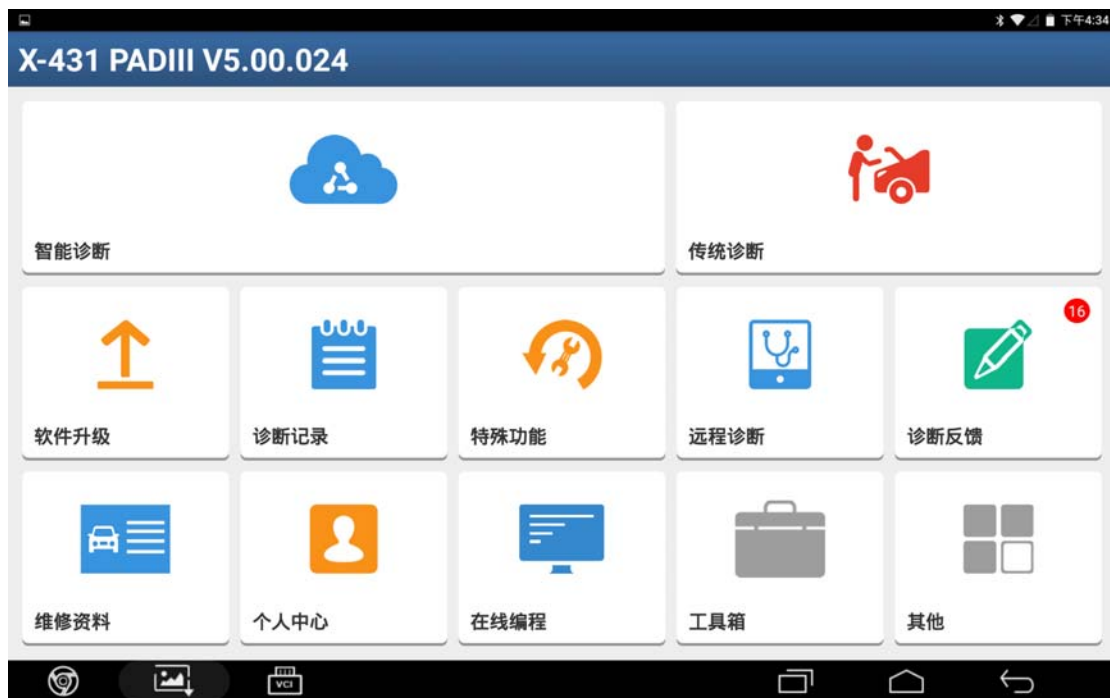 下午4:34
X-431 PADIII V5.00.024
智能诊断
传统诊断
16
软件升级
诊断记录
特殊功能
远程诊断
诊断反馈
维修资料
个人中心
在线编程
工具箱
其他
VCI